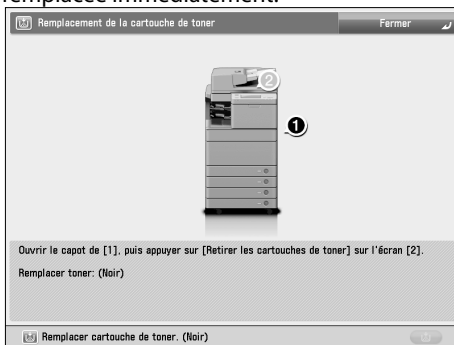 remplacée immédiatement.
Remplacement de la cartouche de toner
Fermer
2
1
Ouvrir le capot de [1], puis appuyer sur [Retirer les cartouches de toner] sur l'écran [2].
Remplacer toner: (Noir)
Remplacer cartouche de toner. (Noir)